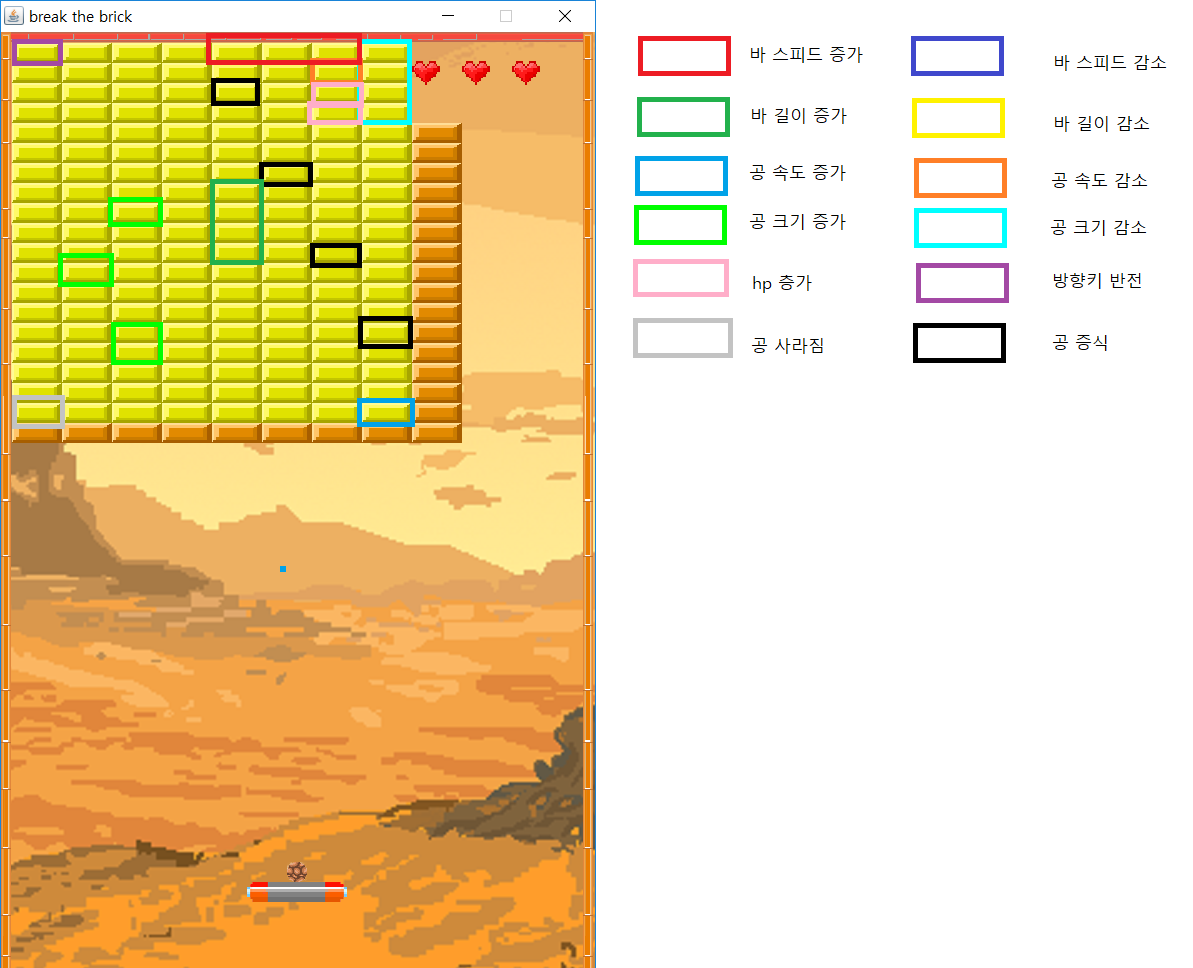 break the brick
바 스피드 증가
바 스피드 감소
바 길이 증가
바 길이 감소
공 속도 증가
공 속도 감소
공 크기 증가
공 크기 감소
hp 증가
방향키 반전
공 사라짐
공 증식